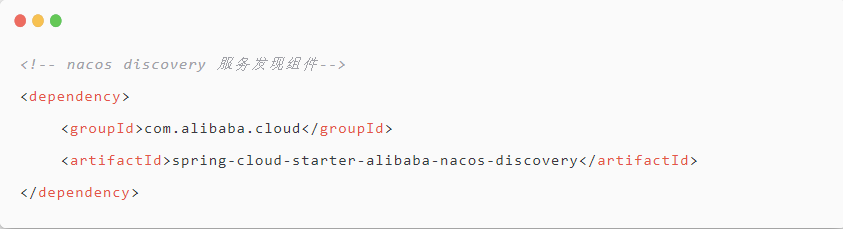 <!-- nacos discovery 服务发现组件-->
<dependency>
    <groupId>com.alibaba.cloud</groupId>
    <artifactId>spring-cloud-starter-alibaba-nacos-discovery</artifactId>
</dependency>